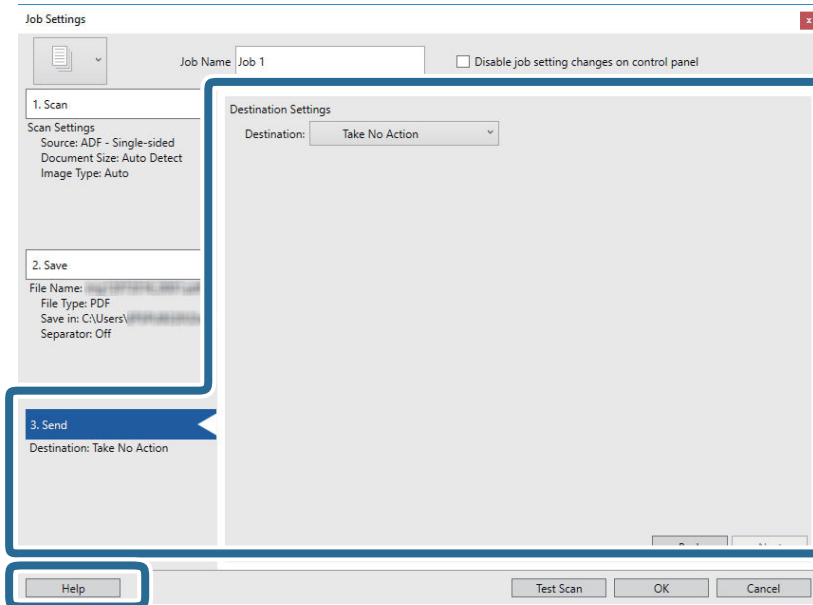 Job Settings
x
Job Name Job 1
Disable job setting changes on control panel
1. Scan
Scan Settings
Source: ADF - Single-sided
Document Size: Auto Detect
Image Type: Auto
2. Save
File Name:
File Type: PDF
Save in: C:\Users\
Separator: Off
3. Send
Destination: Take No Action
Destination Settings
Destination: Take No Action
Help
Test Scan
OK
Cancel